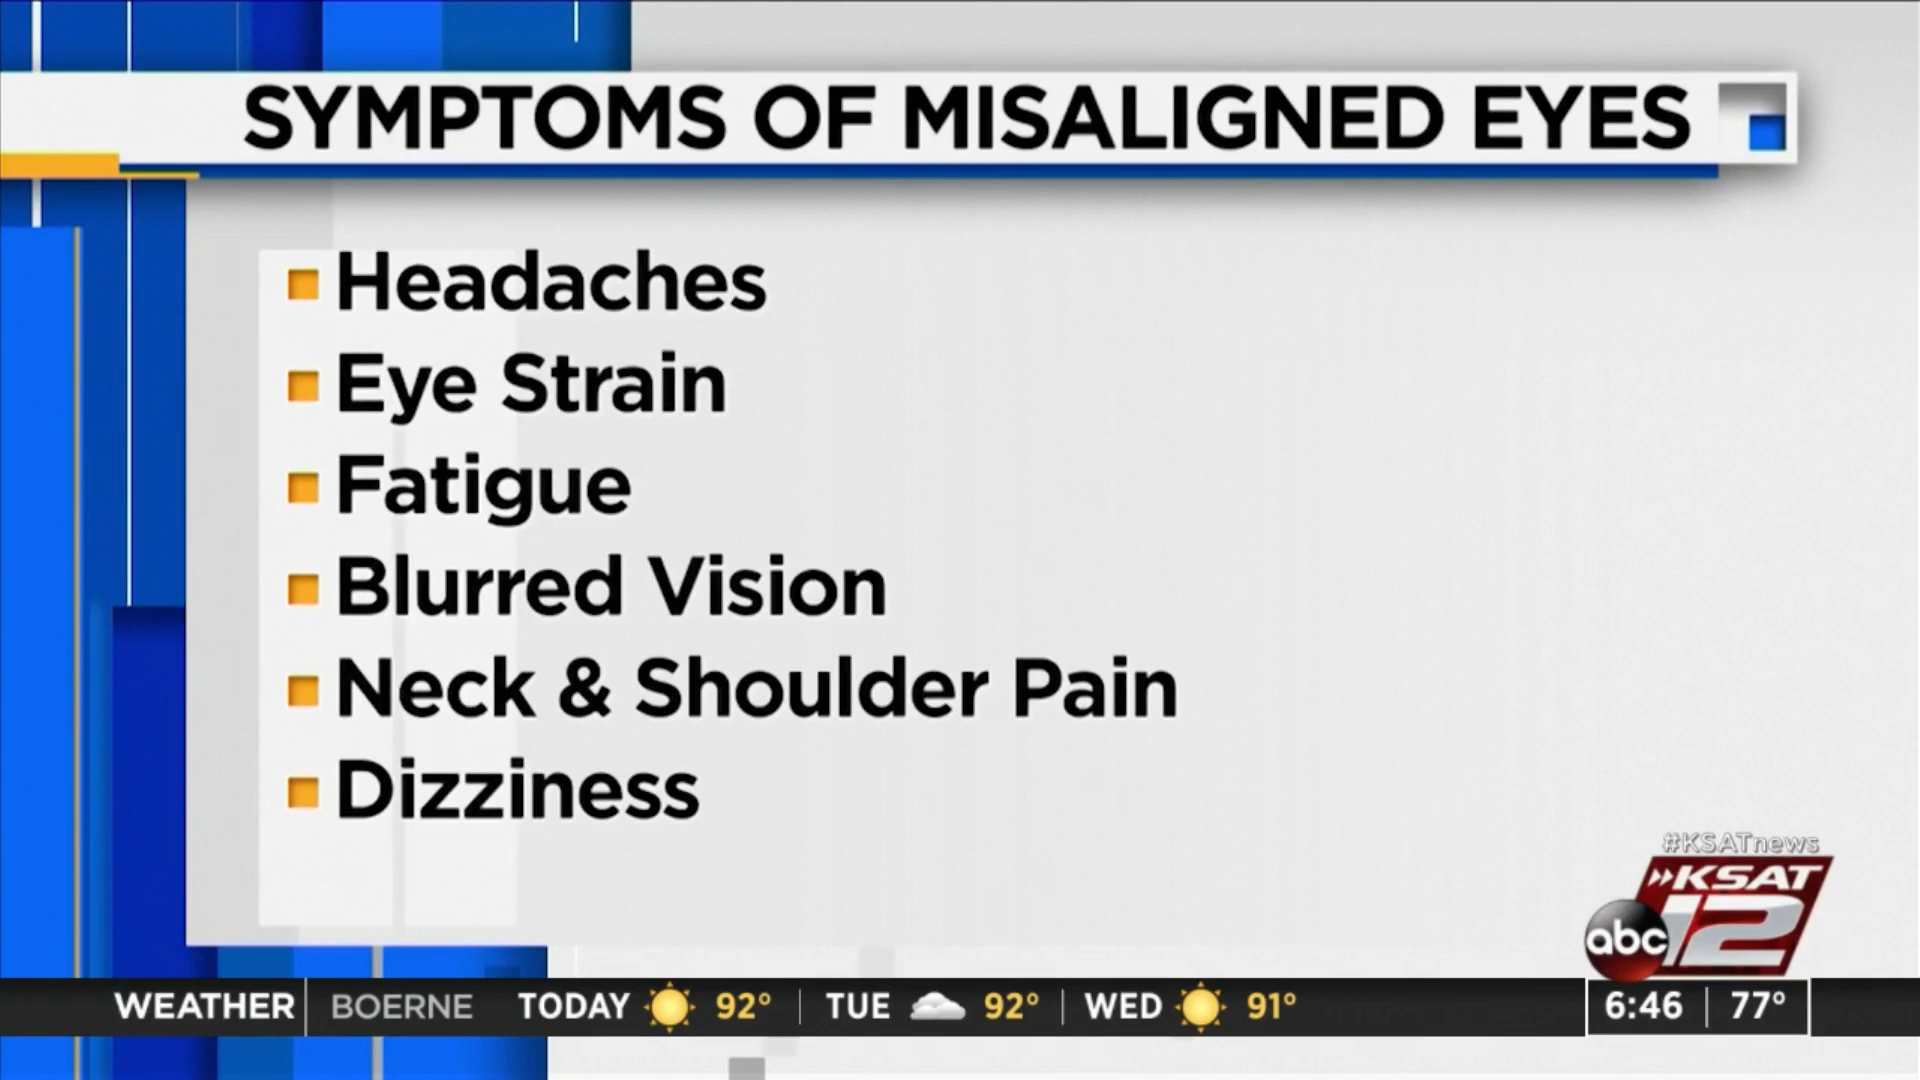 SYMPTOMS OF MISALIGNED EYES
Headaches
Eye Strain
Fatigue
Blurred Vision
Neck & Shoulder Pain
Dizziness
#KSATnews
KSAT
abc 12
WEATHER BOERNE TODAY 92° TUE 92° WED 91° 6:46 77°